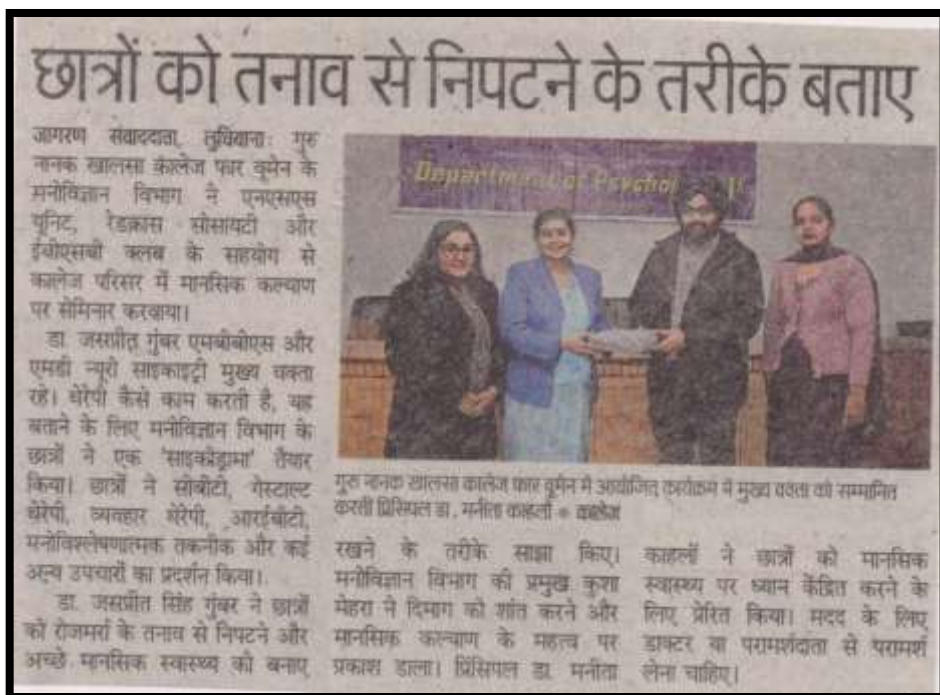 छात्रों को तनाव से निपटने के तरीके बताए
जागरण संवाददाता, लुधियाना: गुरु
नानक खालसा कालेज फार वूमेन के
मनोविज्ञान विभाग ने एनएसएस
यूनिट, रेडक्रास सोसायटी और
ईबीएसबी क्लब के सहयोग से
कालेज परिसर में मानसिक कल्याण
पर सेमिनार करवाया।
डा. जसप्रीत गुंबर एमबीबीएस और
एमडी न्यूरो साइकाइट्री मुख्य वक्ता
रहे। थेरेपी कैसे काम करती है, यह
बताने के लिए मनोविज्ञान विभाग के
छात्रों ने एक 'साइकोड्रामा' तैयार
किया। छात्रों ने सीबीटी, गेस्टाल्ट
थेरेपी, व्यवहार थेरेपी, आरईबीटी,
मनोविश्लेषणात्मक तकनीक और कई
अन्य उपचारों का प्रदर्शन किया।
डा. जसप्रीत सिंह गुंबर ने छात्रों
को रोजमर्रा के तनाव से निपटने और
अच्छे मानसिक स्वास्थ्य को बनाए
Department of Psychol
गुरु नानक खालसा कालेज फार वूमेन में आयोजित कार्यक्रम में मुख्य वक्ता को सम्मानित
करती प्रिंसिपल डा. मनीता काहलों ● कालेज
रखने के तरीके साझा किए।
मनोविज्ञान विभाग की प्रमुख कुशा
मेहरा ने दिमाग को शांत करने और
मानसिक कल्याण के महत्व पर
प्रकाश डाला। प्रिंसिपल डा. मनीता
काहलों ने छात्रों को मानसिक
स्वास्थ्य पर ध्यान केंद्रित करने के
लिए प्रेरित किया। मदद के लिए
डाक्टर या परामर्शदाता से परामर्श
लेना चाहिए।